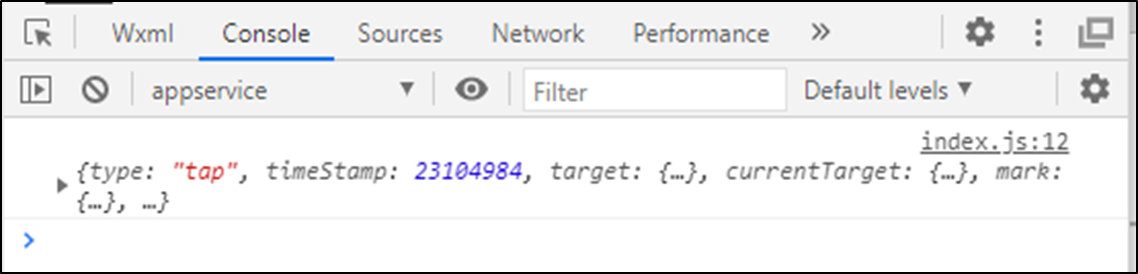 Wxml Console Sources Network Performance »
appservice ▼ Filter Default levels ▼
index.js:12
▶ {type: "tap", timeStamp: 23104984, target: {…}, currentTarget: {…}, mark:
{…}, …}
>